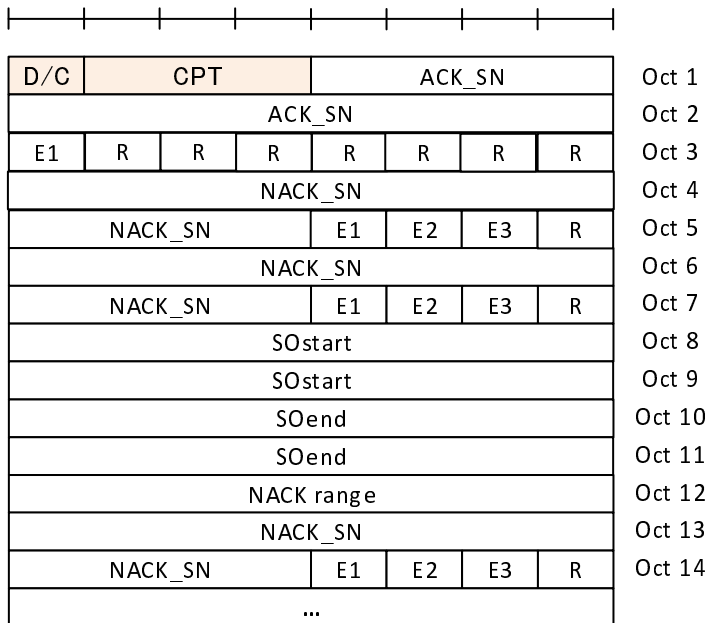 D/C CPT ACK_SN Oct 1
ACK_SN Oct 2
E1 R R R R R R R Oct 3
NACK_SN Oct 4
NACK_SN E1 E2 E3 R Oct 5
NACK_SN Oct 6
NACK_SN E1 E2 E3 R Oct 7
SOstart Oct 8
SOstart Oct 9
SOend Oct 10
SOend Oct 11
NACK range Oct 12
NACK_SN Oct 13
NACK_SN E1 E2 E3 R Oct 14
...